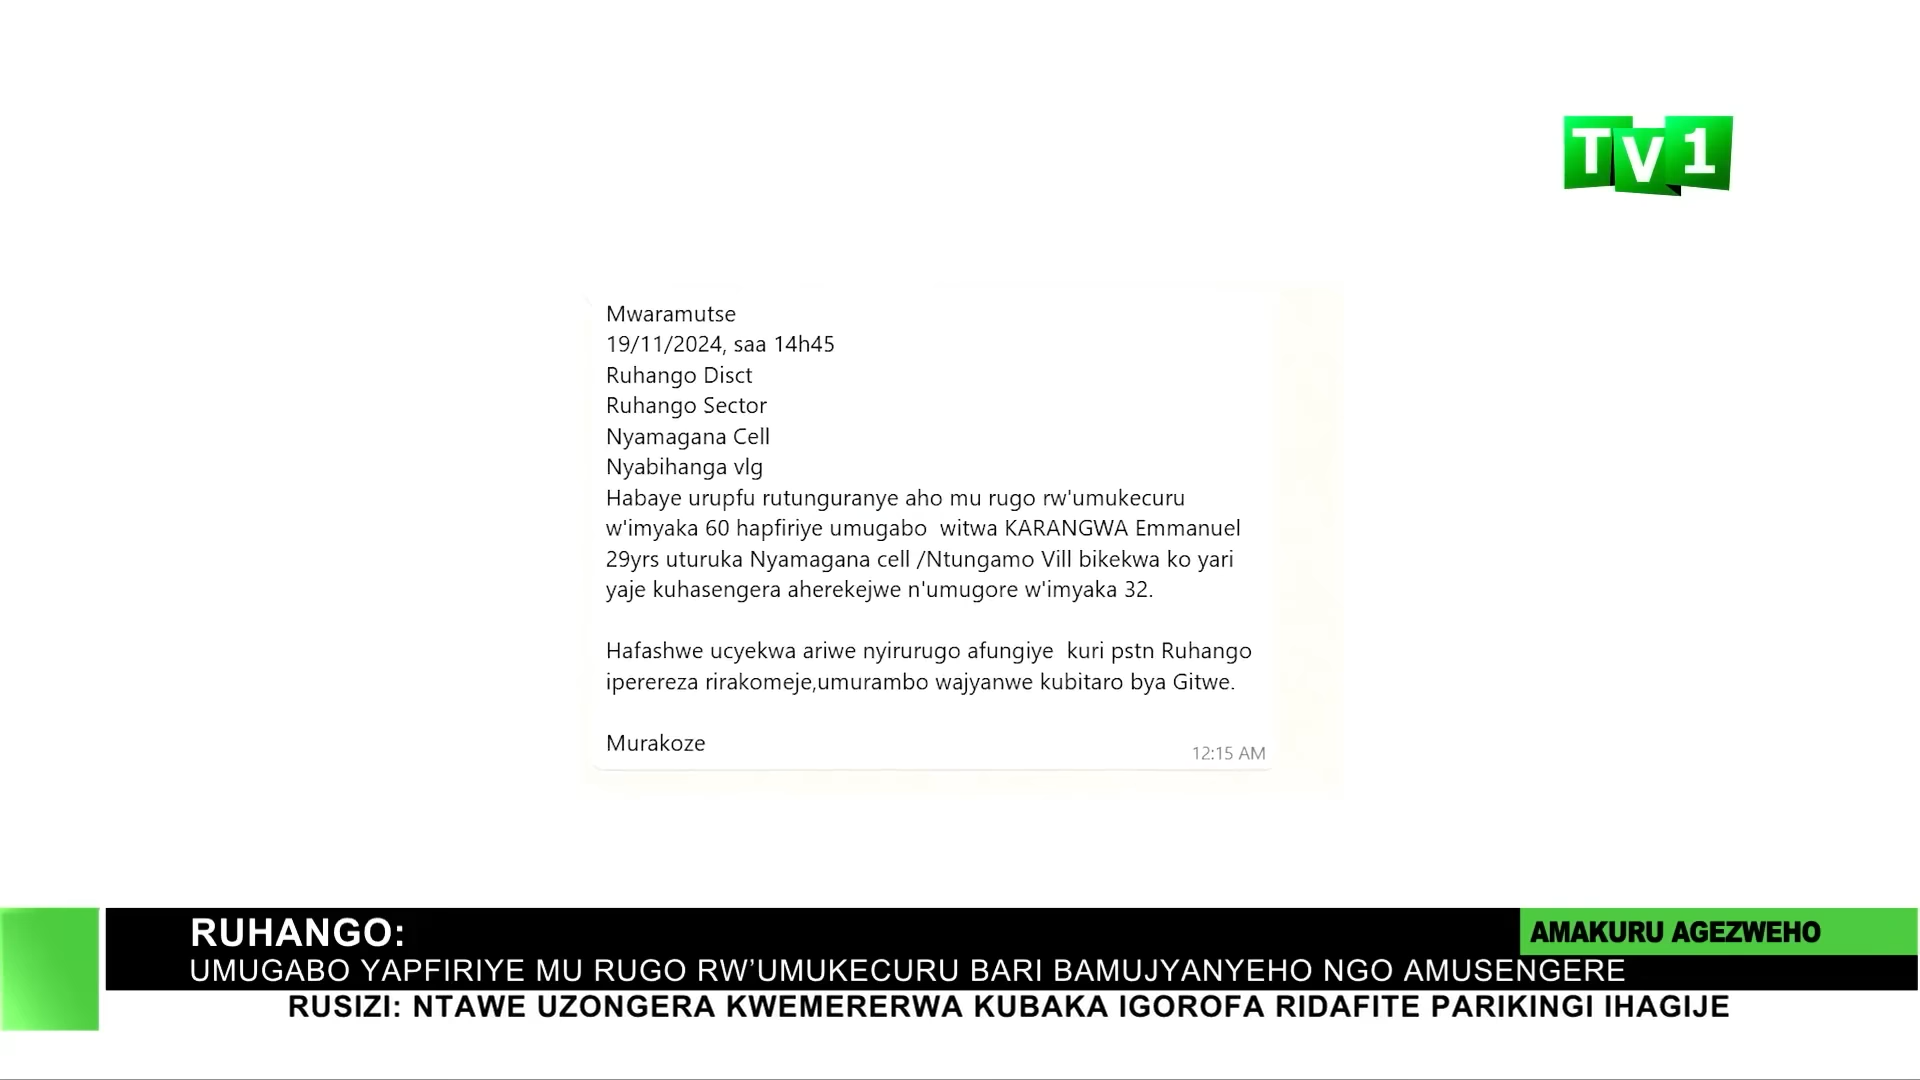 TV1
Mwaramutse
19/11/2024, saa 14h45
Ruhango Disct
Ruhango Sector
Nyamagana Cell
Nyabihanga vlg
Habaye urupfu rutunguranye aho mu rugo rw'umukecuru
w'imyaka 60 hapfiriye umugabo witwa KARANGWA Emmanuel
29yrs uturuka Nyamagana cell /Ntungamo Vill bikekwa ko yari
yaje kuhasengera aherekejwe n'umugore w'imyaka 32.
Hafashwe ucyekwa ariwe nyirurugo afungiye kuri pstn Ruhango
iperereza rirakomeje,umurambo wajyanwe kubitaro bya Gitwe.
Murakoze
12:15 AM
RUHANGO:
AMAKURU AGEZWEHO
UMUGABO YAPFIRIYE MU RUGO RW’UMUKECURU BARI BAMUJYANYEHO NGO AMUSENGERE
RUSIZI: NTAWE UZONGERA KWEMERERWA KUBAKA IGOROFA RIDAFITE PARIKINGI IHAGIJE